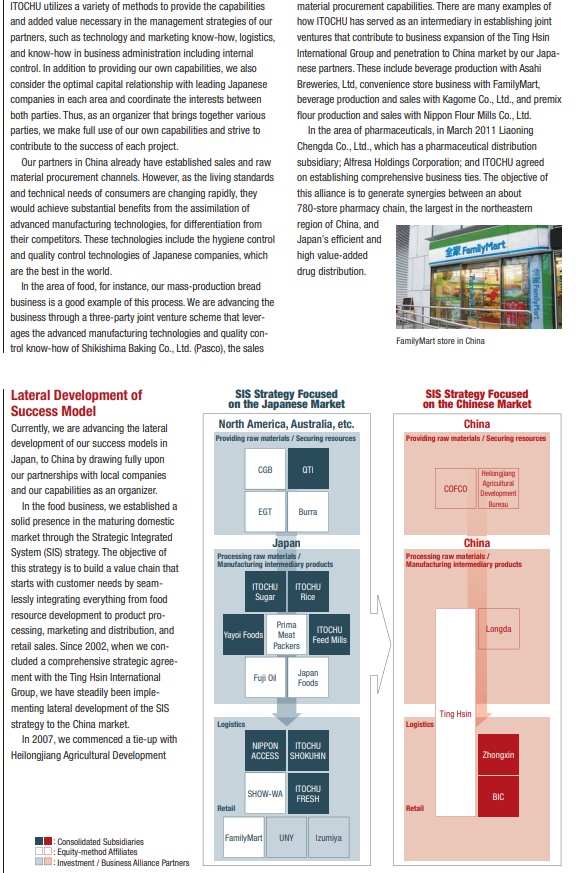 ITOCHU utilizes a variety of methods to provide the capabilities
and added value necessary in the management strategies of our
partners, such as technology and marketing know-how, logistics,
and know-how in business administration including internal
control. In addition to providing our own capabilities, we also
consider the optimal capital relationship with leading Japanese
companies in each area and coordinate the interests between
both parties. Thus, as an organizer that brings together various
parties, we make full use of our own capabilities and strive to
contribute to the success of each project.
Our partners in China already have established sales and raw
material procurement channels. However, as the living standards
and technical needs of consumers are changing rapidly, they
would achieve substantial benefits from the assimilation of
advanced manufacturing technologies, for differentiation from
their competitors. These technologies include the hygiene control
and quality control technologies of Japanese companies, which
are the best in the world.
In the area of food, for instance, our mass-production bread
business is a good example of this process. We are advancing the
business through a three-party joint venture scheme that lever-
ages the advanced manufacturing technologies and quality con-
trol know-how of Shikishima Baking Co., Ltd. (Pasco), the sales
material procurement capabilities. There are many examples of
how ITOCHU has served as an intermediary in establishing joint
ventures that contribute to business expansion of the Ting Hsin
International Group and penetration to China market by our Japa-
nese partners. These include beverage production with Asahi
Breweries, Ltd, convenience store business with FamilyMart,
beverage production and sales with Kagome Co., Ltd., and premix
flour production and sales with Nippon Flour Mills Co., Ltd.
In the area of pharmaceuticals, in March 2011 Liaoning
Chengda Co., Ltd., which has a pharmaceutical distribution
subsidiary; Alfresa Holdings Corporation; and ITOCHU agreed
on establishing comprehensive business ties. The objective of
this alliance is to generate synergies between an about
780-store pharmacy chain, the largest in the northeastern
region of China, and
Japan's efficient and
high value-added
drug distribution.
全家 FamilyMart
FamilyMart store in China
Lateral Development of
Success Model
Currently, we are advancing the lateral
development of our success models in
Japan, to China by drawing fully upon
our partnerships with local companies
and our capabilities as an organizer.
In the food business, we established a
solid presence in the maturing domestic
market through the Strategic Integrated
System (SIS) strategy. The objective of
this strategy is to build a value chain that
starts with customer needs by seam-
lessly integrating everything from food
resource development to product pro-
cessing, marketing and distribution, and
retail sales. Since 2002, when we con-
cluded a comprehensive strategic agree-
ment with the Ting Hsin International
Group, we have steadily been imple-
menting lateral development of the SIS
strategy to the China market.
In 2007, we commenced a tie-up with
Heilongjiang Agricultural Development
SIS Strategy Focused
on the Japanese Market
North America, Australia, etc.
Providing raw materials / Securing resources
CGB
QTI
EGT
Burra
Japan
Processing raw materials /
Manufacturing intermediary products
ITOCHU
Sugar
ITOCHU
Rice
Yayoi Foods
Prima
Meat
Packers
ITOCHU
Feed Mills
Fuji Oil
Japan
Foods
Logistics
NIPPON
ACCESS
ITOCHU
SHOKUHIN
SHOW-WA
ITOCHU
FRESH
Retail
FamilyMart
UNY
Izumiya
SIS Strategy Focused
on the Chinese Market
China
Providing raw materials / Securing resources
COFCO
Heilongjiang
Agricultural
Development
Bureau
China
Processing raw materials /
Manufacturing intermediary products
Longda
Ting Hsin
Logistics
Zhongxin
BIC
Retail
: Consolidated Subsidiaries
: Equity-method Affiliates
: Investment / Business Alliance Partners